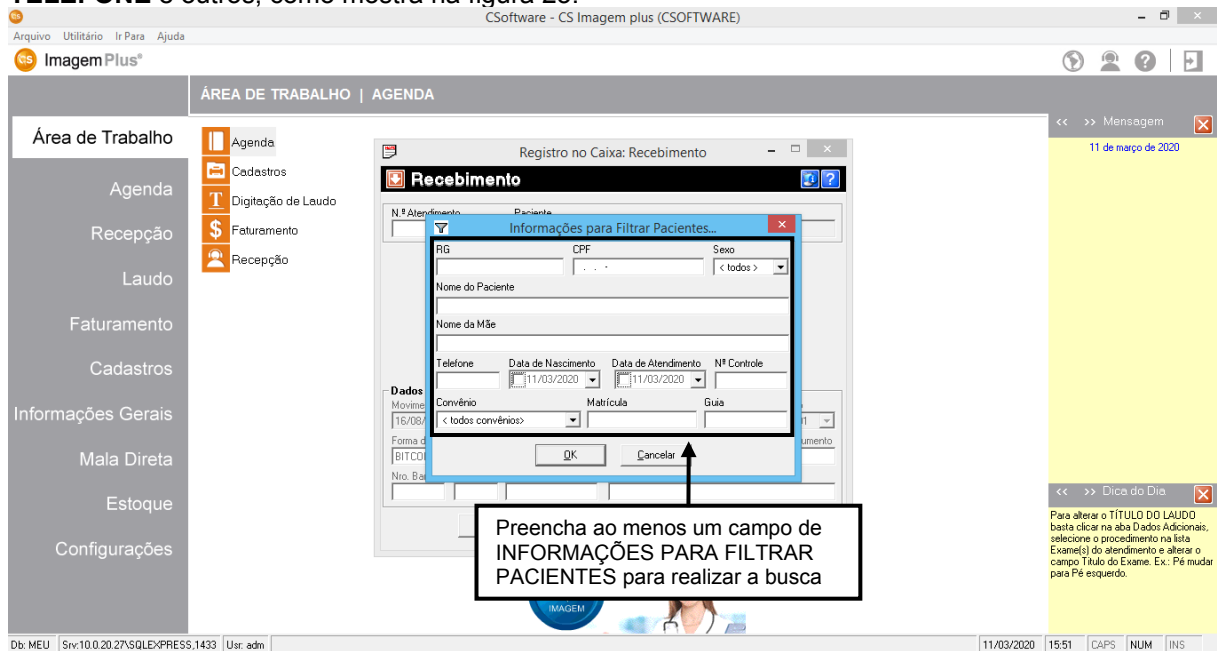 TELEFONE e outros, como mostra na figura
CSoftware - CS Imagem plus (CSOFTWARE)
Arquivo Utilitário Ir Para Ajuda
CS Imagem Plus®
ÁREA DE TRABALHO | AGENDA
Área de Trabalho
Agenda
Recepção
Laudo
Faturamento
Cadastros
Informações Gerais
Mala Direta
Estoque
Configurações
Agenda
Cadastros
Digitação de Laudo
Faturamento
Recepção
Registro no Caixa: Recebimento
Recebimento
N.º Atendimento Paciente
Informações para Filtrar Pacientes...
RG CPF Sexo
. . - < todos >
Nome do Paciente
Nome da Mãe
Telefone Data de Nascimento Data de Atendimento Nº Controle
11/03/2020 11/03/2020
Convênio Matrícula Guia
< todos convênios>
OK Cancelar
Dados
Movime
16/08/
Forma d umento
BITCOI
Nro. Ba
Preencha ao menos um campo de
INFORMAÇÕES PARA FILTRAR
PACIENTES para realizar a busca
IMAGEM
<< >> Mensagem
11 de março de 2020
<< >> Dica do Dia
Para alterar o TÍTULO DO LAUDO
basta clicar na aba Dados Adicionais,
selecione o procedimento na lista
Exame(s) do atendimento e alterar o
campo Titulo do Exame. Ex.: Pé mudar
para Pé esquerdo.
Db: MEU Srv:10.0.20.27\SQLEXPRESS,1433 Usr: adm 11/03/2020 15:51 CAPS NUM INS